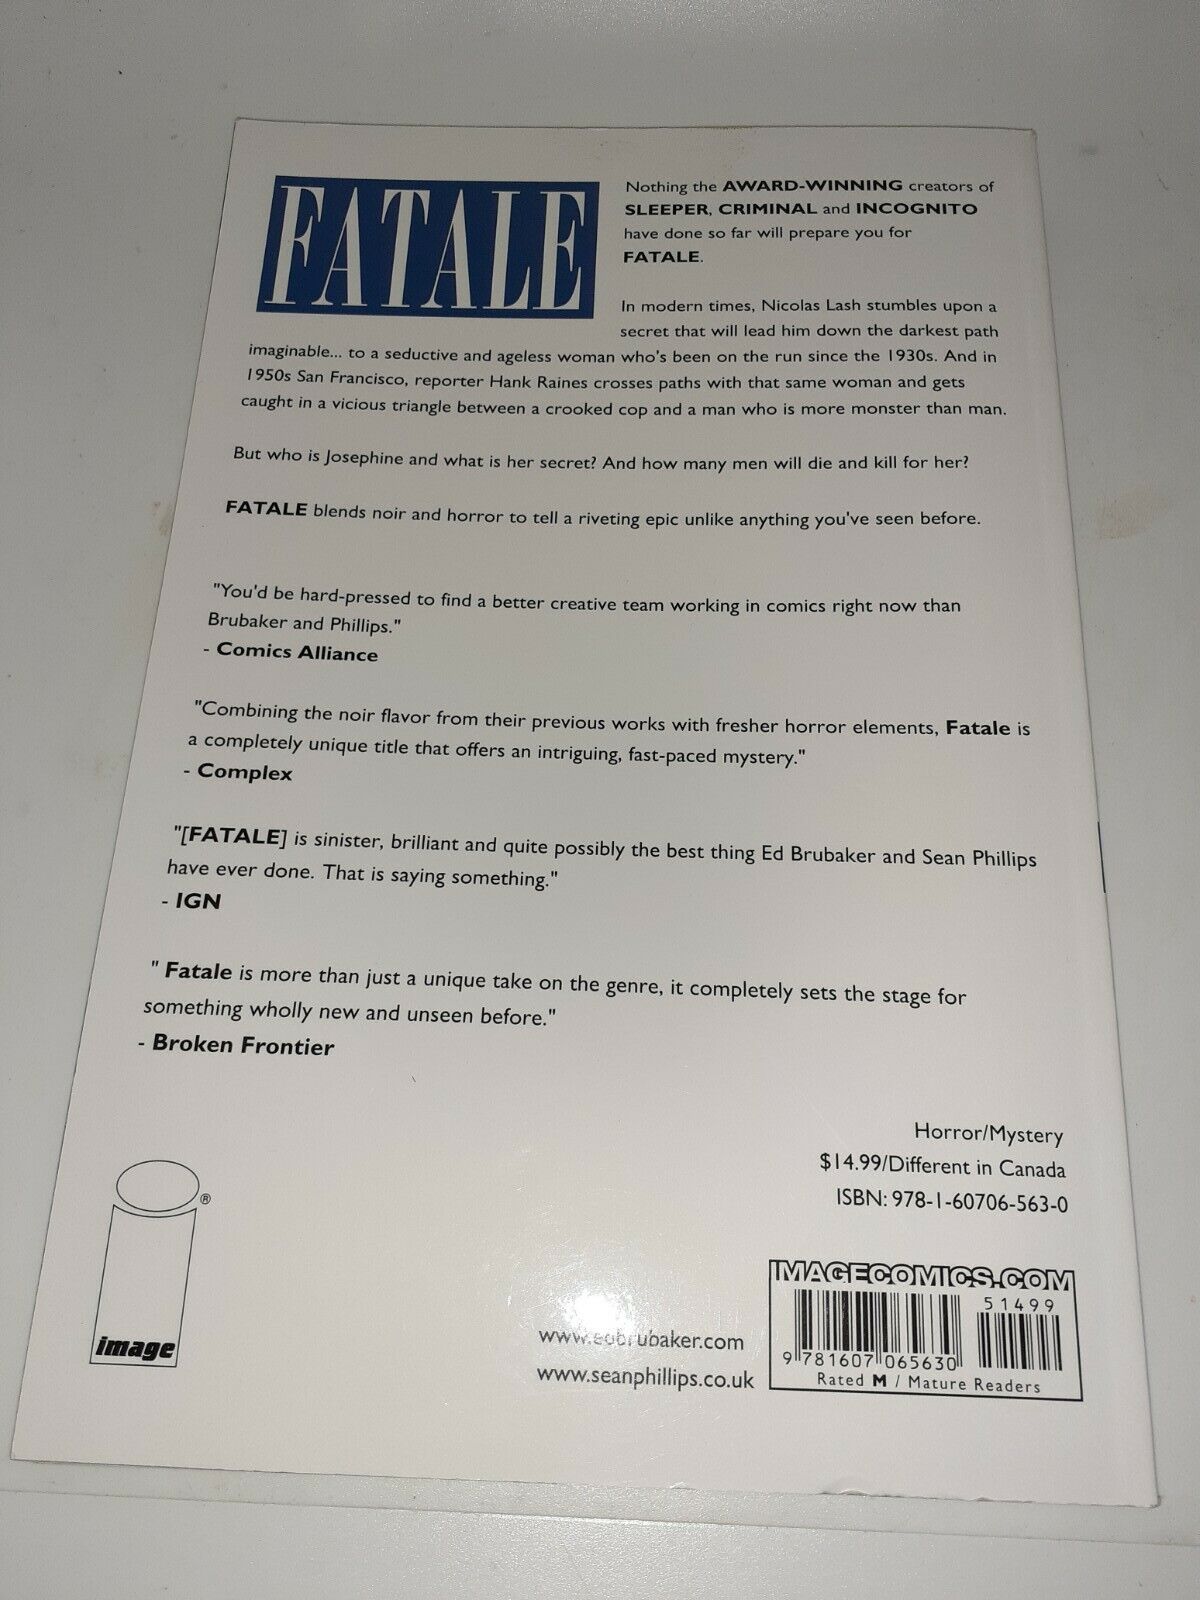 FATALE
Nothing the AWARD-WINNING creators of
SLEEPER, CRIMINAL and INCOGNITO
have done so far will prepare you for
FATALE.
In modern times, Nicolas Lash stumbles upon a
secret that will lead him down the darkest path
imaginable... to a seductive and ageless woman who's been on the run since the 1930s. And in
1950s San Francisco, reporter Hank Raines crosses paths with that same woman and gets
caught in a vicious triangle between a crooked cop and a man who is more monster than man.
But who is Josephine and what is her secret? And how many men will die and kill for her?
FATALE blends noir and horror to tell a riveting epic unlike anything you've seen before.
"You'd be hard-pressed to find a better creative team working in comics right now than
Brubaker and Phillips."
- Comics Alliance
"Combining the noir flavor from their previous works with fresher horror elements, Fatale is
a completely unique title that offers an intriguing, fast-paced mystery."
- Complex
"[FATALE] is sinister, brilliant and quite possibly the best thing Ed Brubaker and Sean Phillips
have ever done. That is saying something."
- IGN
" Fatale is more than just a unique take on the genre, it completely sets the stage for
something wholly new and unseen before."
- Broken Frontier
Horror/Mystery
$14.99/Different in Canada
ISBN: 978-1-60706-563-0
®
image
www.edbrubaker.com
www.seanphillips.co.uk
IMAGECOMICS.COM
51499
9 781607 065630
Rated M / Mature Readers